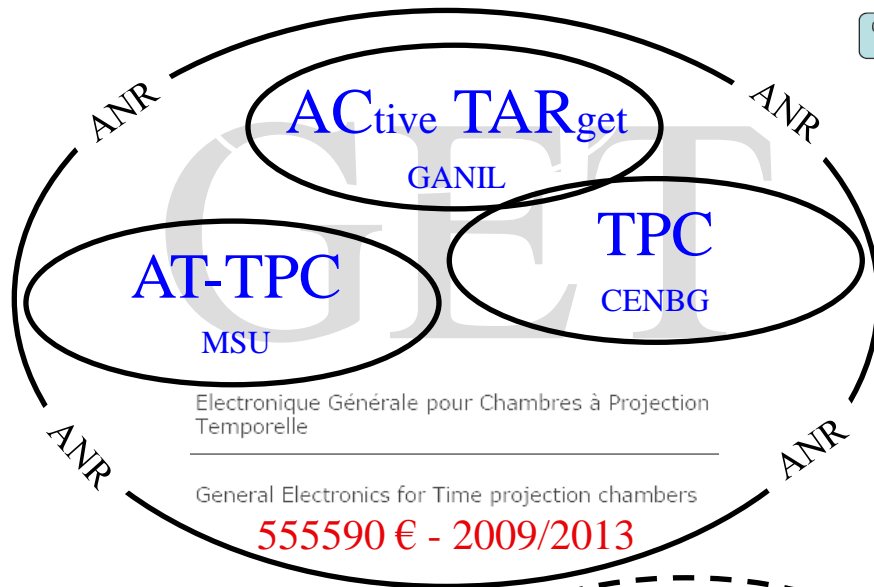 ANR
ANR
ACtive TARget
GANIL
GET
TPC
CENBG
AT-TPC
MSU
Electronique Générale pour Chambres à Projection
Temporelle
ANR
ANR
General Electronics for Time projection chambers
555590 € - 2009/2013